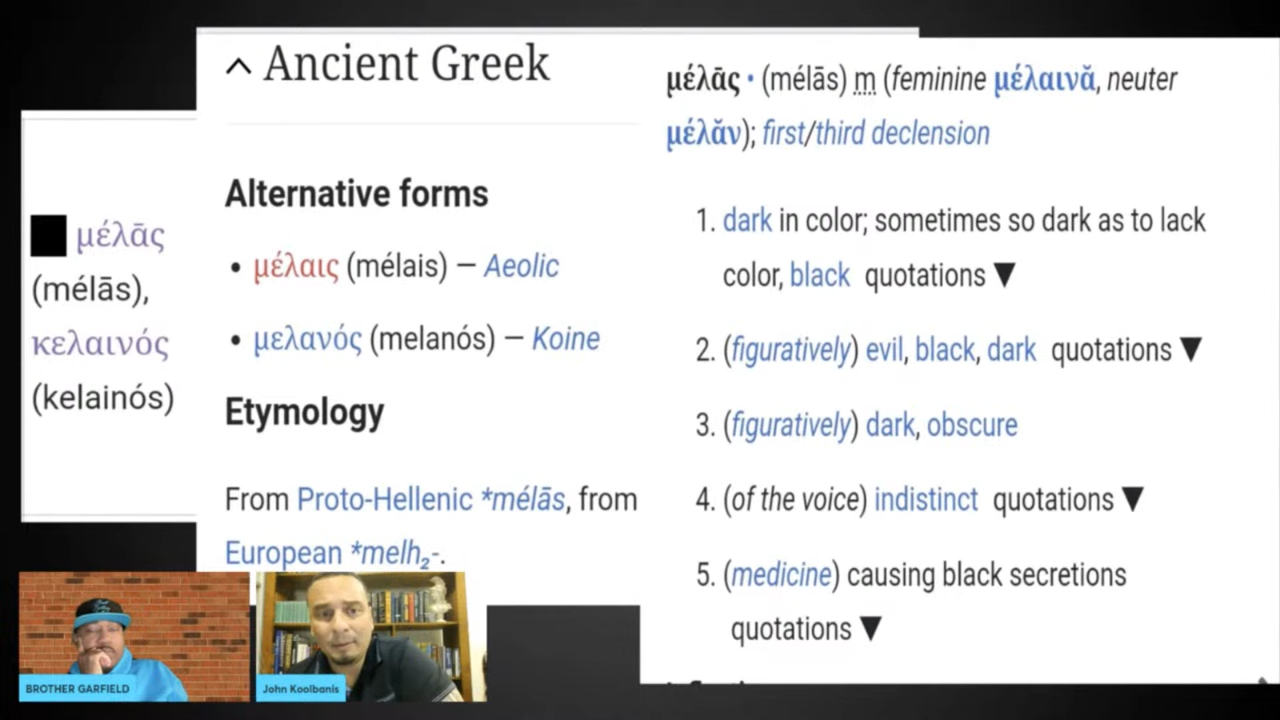 μέλᾱς
(mélās),
κελαινός
(kelainós)
Ancient Greek
Alternative forms
• μέλαις (mélais) – Aeolic
• μελανός (melanós) – Koine
Etymology
From Proto-Hellenic *mélās, from
European *melh₂-.
μέλᾱς • (mélās) m (feminine μέλαινᾰ, neuter
μέλᾰν); first/third declension
1. dark in color; sometimes so dark as to lack
color, black quotations ▼
2. (figuratively) evil, black, dark quotations ▼
3. (figuratively) dark, obscure
4. (of the voice) indistinct quotations ▼
5. (medicine) causing black secretions
quotations ▼
BROTHER GARFIELD
John Koolbanis